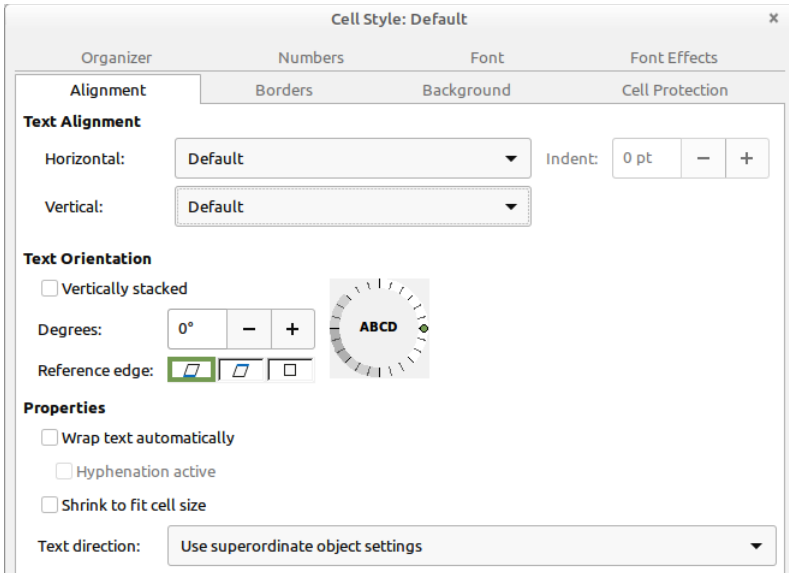 Cell Style: Default ×
Organizer Numbers Font Font Effects
Alignment Borders Background Cell Protection
Text Alignment
Horizontal: Default Indent: 0 pt − +
Vertical: Default
Text Orientation
Vertically stacked
Degrees: 0° − +
ABCD
Reference edge:
Properties
Wrap text automatically
Hyphenation active
Shrink to fit cell size
Text direction: Use superordinate object settings